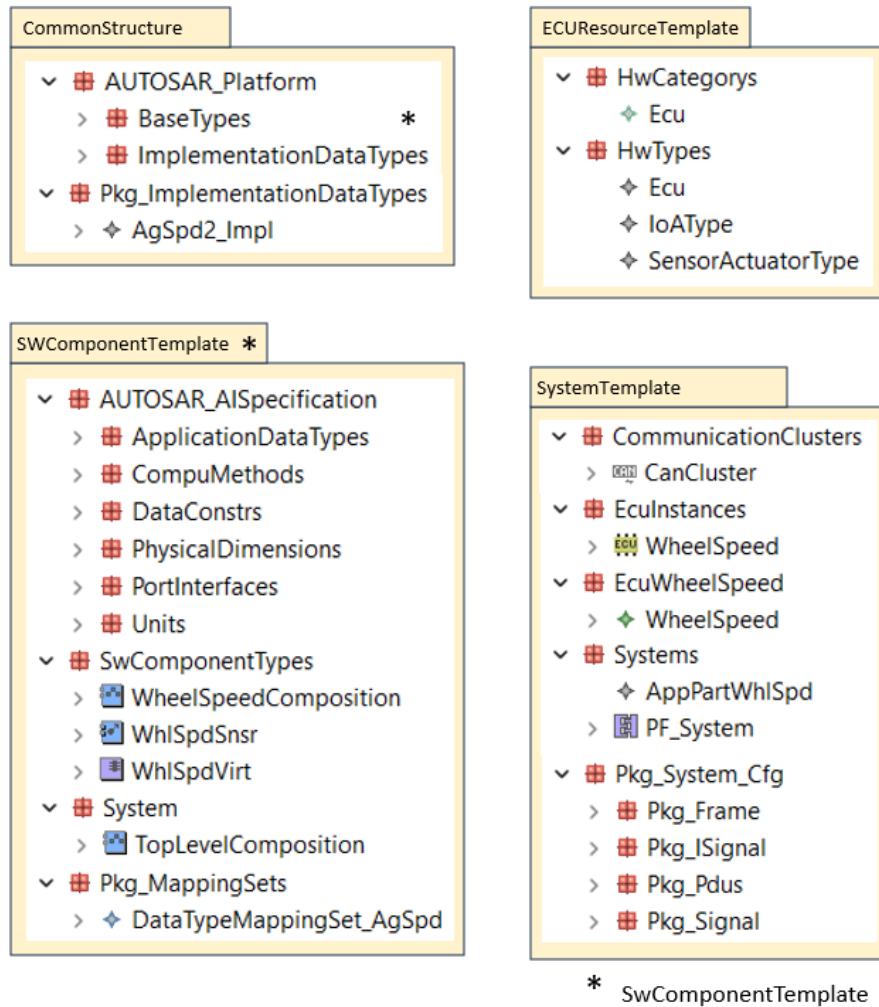 CommonStructure
AUTOSAR_Platform
BaseTypes *
ImplementationDataTypes
Pkg_ImplementationDataTypes
AgSpd2_Impl
ECUResourceTemplate
HwCategorys
Ecu
HwTypes
Ecu
IoAType
SensorActuatorType
SWComponentTemplate *
AUTOSAR_AISpecification
ApplicationDataTypes
CompuMethods
DataConstrs
PhysicalDimensions
PortInterfaces
Units
SwComponentTypes
WheelSpeedComposition
WhlSpdSnsr
WhlSpdVirt
System
TopLevelComposition
Pkg_MappingSets
DataTypeMappingSet_AgSpd
SystemTemplate
CommunicationClusters
CAN CanCluster
EcuInstances
ECU WheelSpeed
EcuWheelSpeed
WheelSpeed
Systems
AppPartWhlSpd
PF_System
Pkg_System_Cfg
Pkg_Frame
Pkg_ISignal
Pkg_Pdus
Pkg_Signal
* SwComponentTemplate